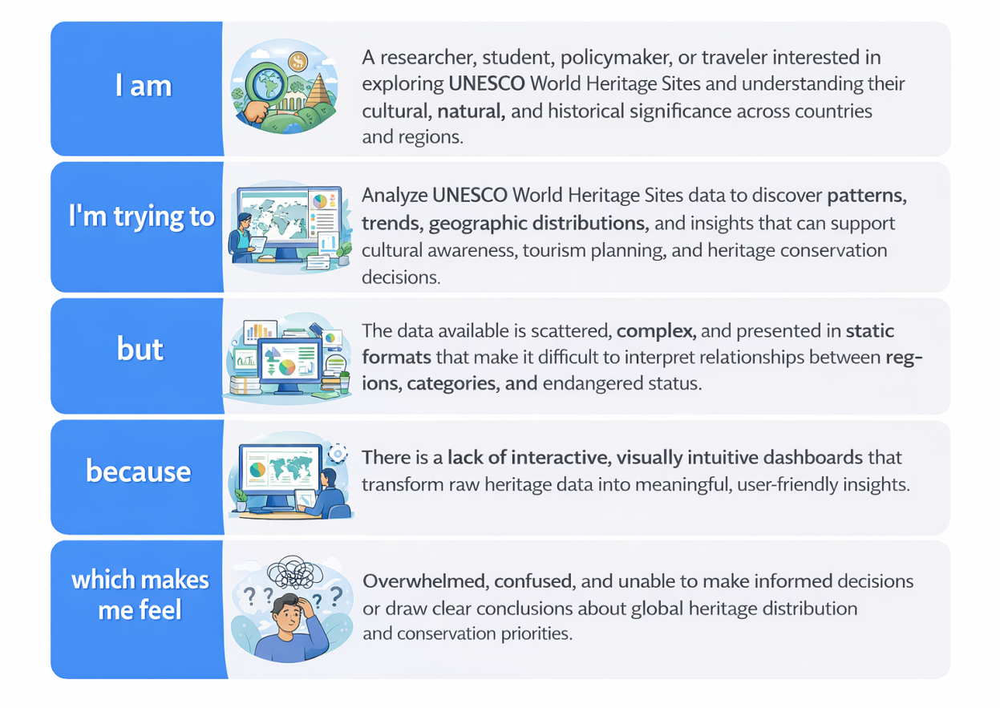 I am
A researcher, student, policymaker, or traveler interested in
exploring UNESCO World Heritage Sites and understanding their
cultural, natural, and historical significance across countries
and regions.
I'm trying to
Analyze UNESCO World Heritage Sites data to discover patterns,
trends, geographic distributions, and insights that can support
cultural awareness, tourism planning, and heritage conservation
decisions.
but
The data available is scattered, complex, and presented in static
formats that make it difficult to interpret relationships between reg-
ions, categories, and endangered status.
because
There is a lack of interactive, visually intuitive dashboards that
transform raw heritage data into meaningful, user-friendly insights.
which makes
me feel
Overwhelmed, confused, and unable to make informed decisions
or draw clear conclusions about global heritage distribution
and conservation priorities.